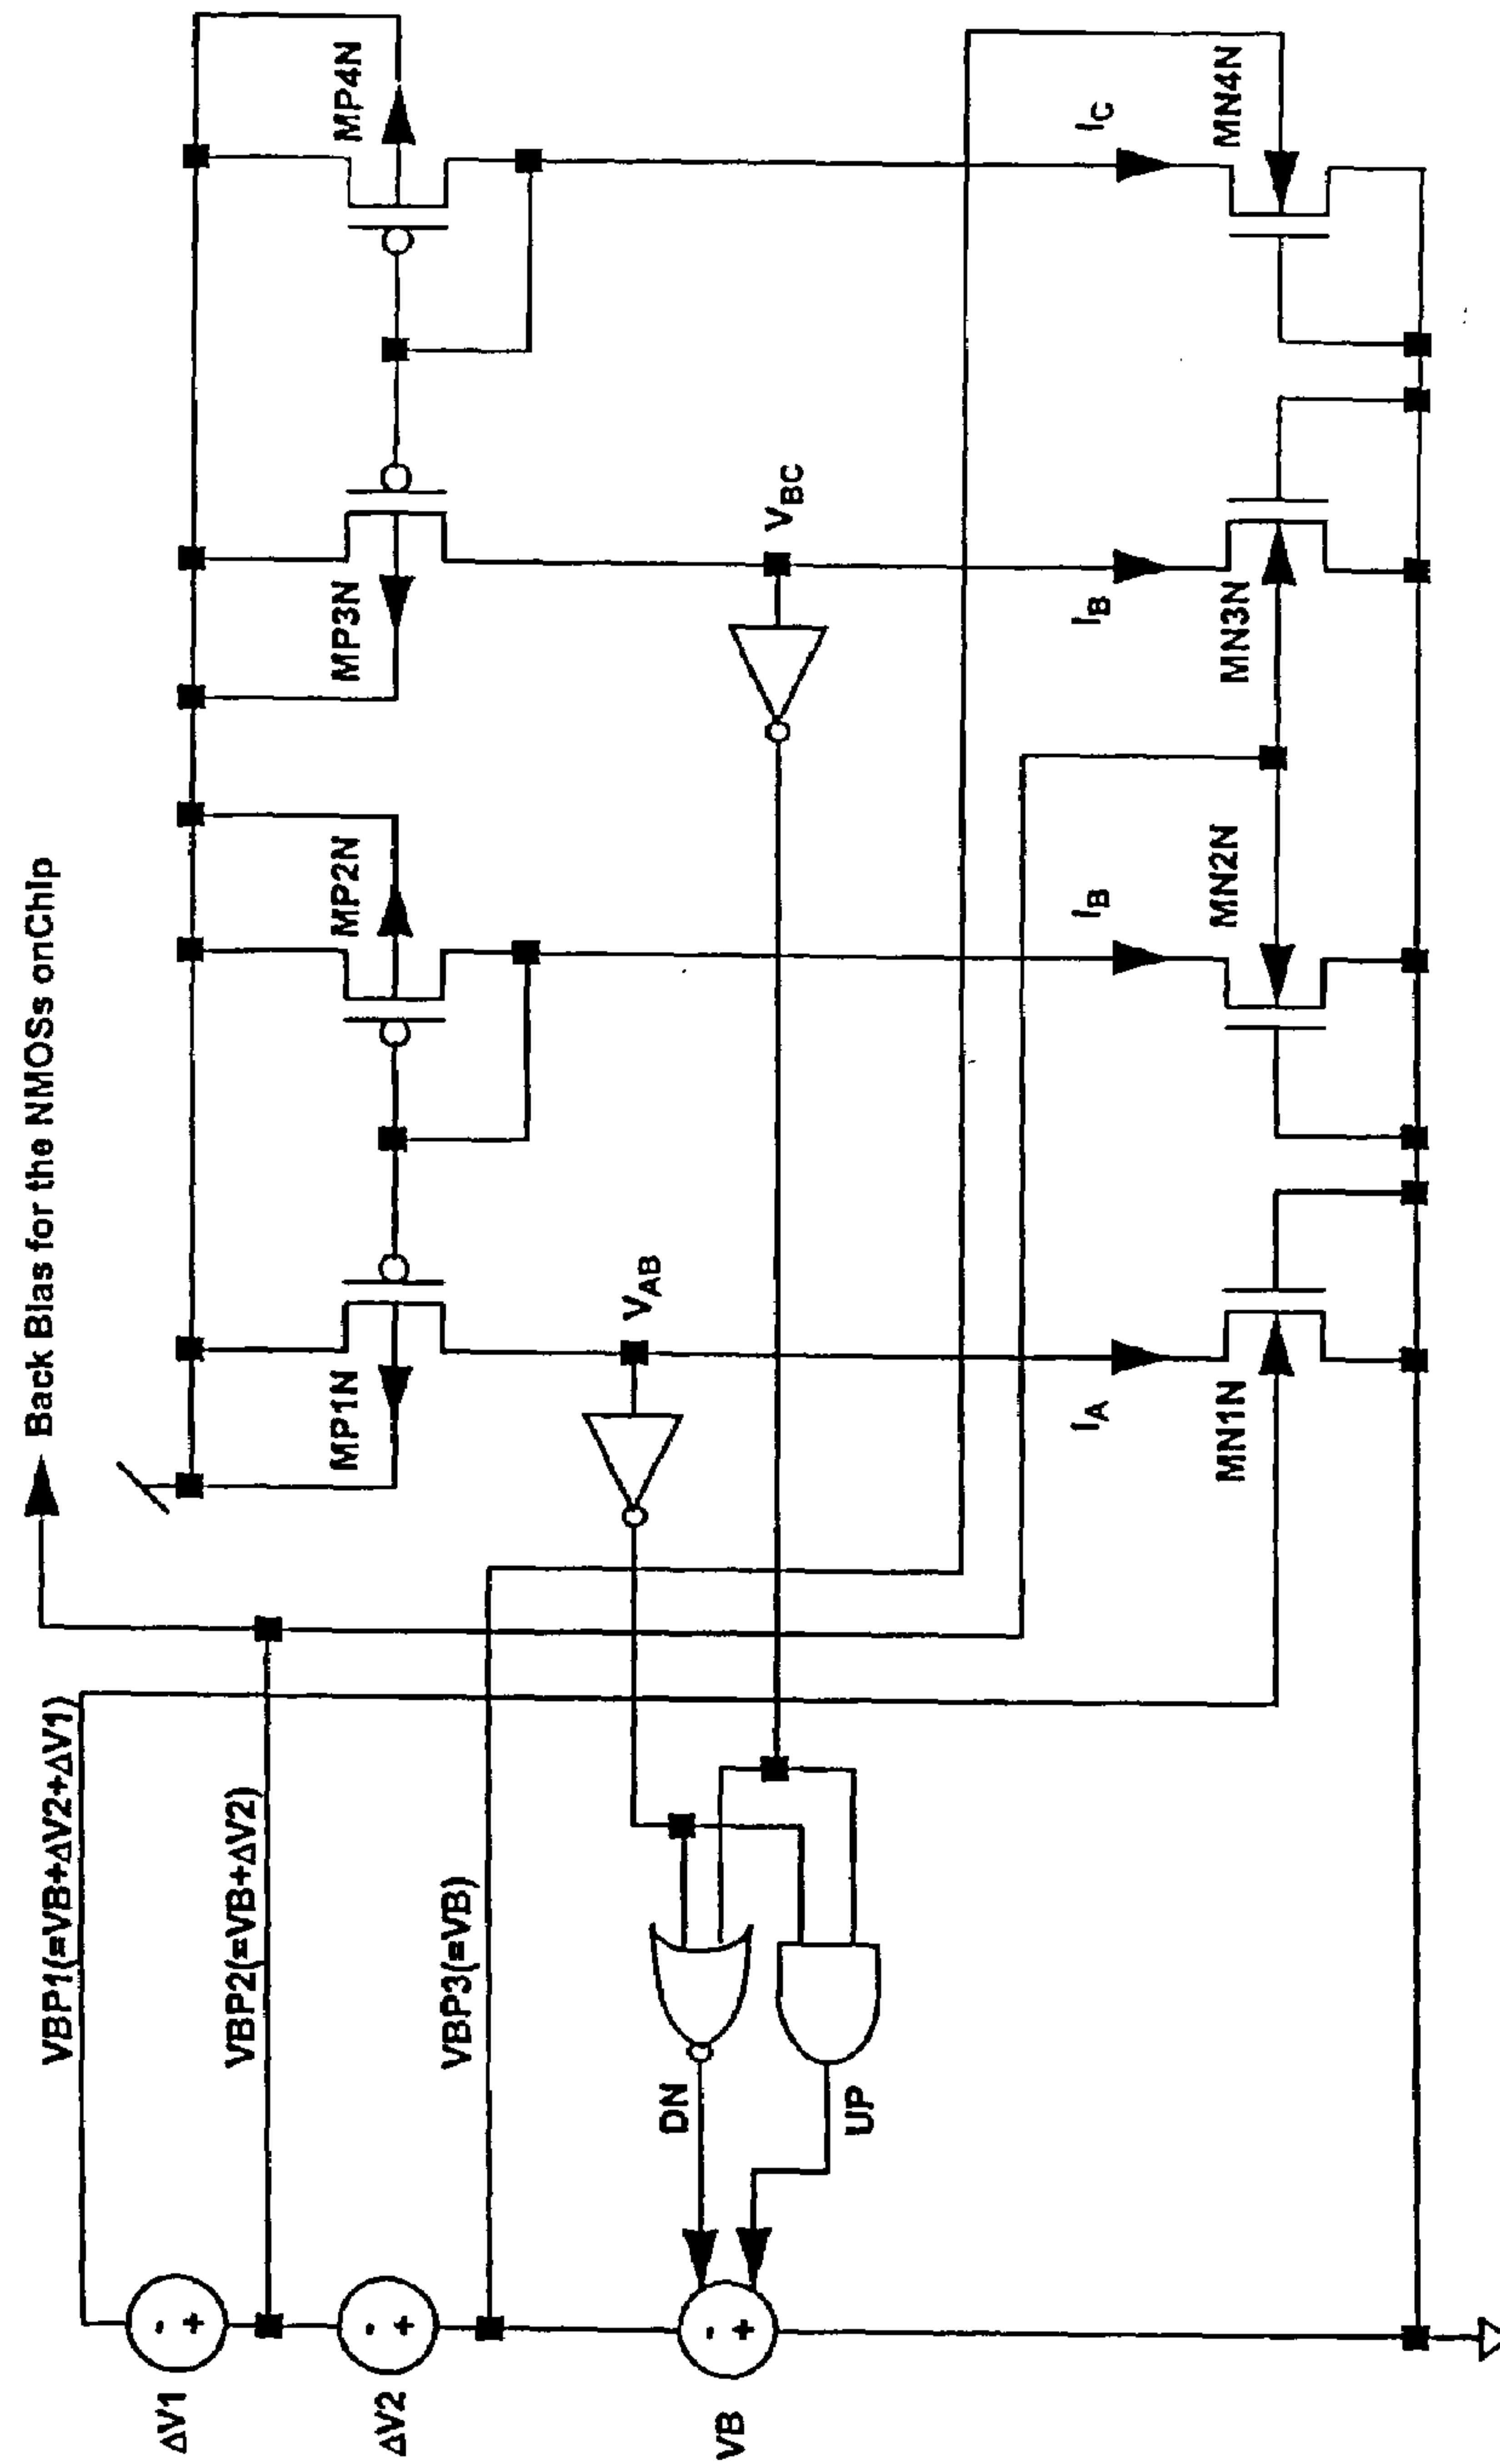 Back Bias for the NMOSs onChip
VBP1(=VB+ΔV2+ΔV1)
VBP2(=VB+ΔV2)
VBP3(=VB)
ΔV1
- +
ΔV2
- +
VB
- +
DN
UP
MP1N
MP2N
MP3N
MP4N
VAB
VBC
IA
IB
IB
IC
MN1N
MN2N
MN3N
MN4N